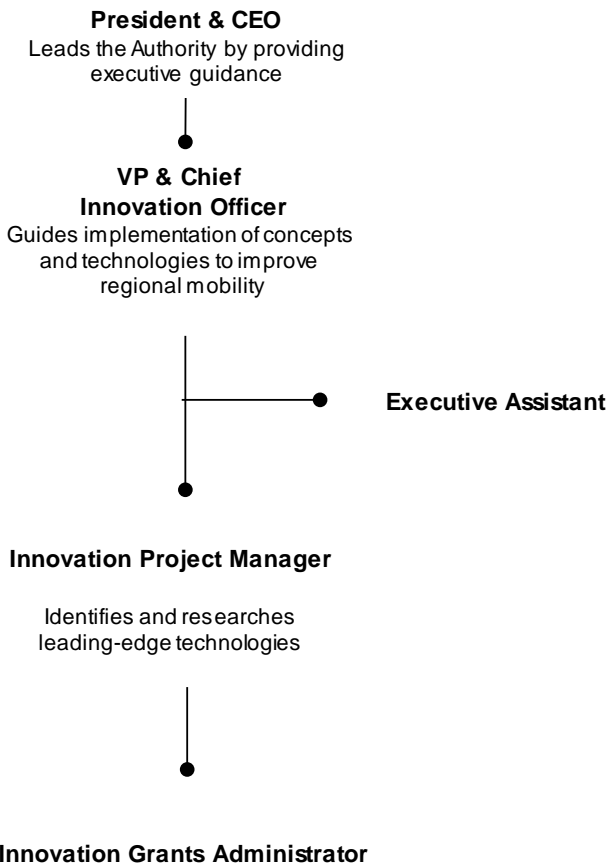 President & CEO
Leads the Authority by providing
executive guidance
VP & Chief
Innovation Officer
Guides implementation of concepts
and technologies to improve
regional mobility
Executive Assistant
Innovation Project Manager
Identifies and researches
leading-edge technologies
Innovation Grants Administrator